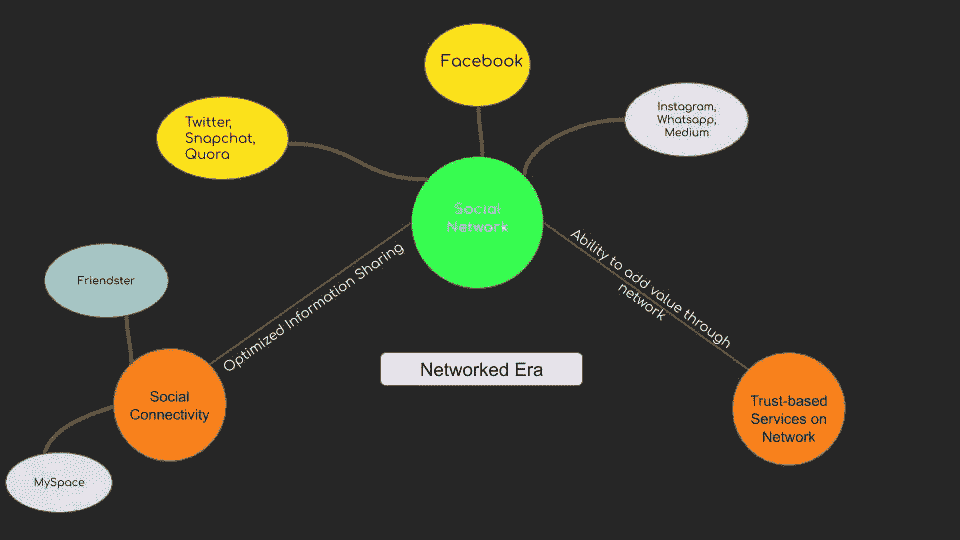 Facebook
Instagram,
Whatsapp,
Medium
Twitter,
Snapchat,
Quora
Social
Network
Ability to add value through
network
Optimized Information Sharing
Friendster
Networked Era
Social
Connectivity
Trust-based
Services on
Network
MySpace